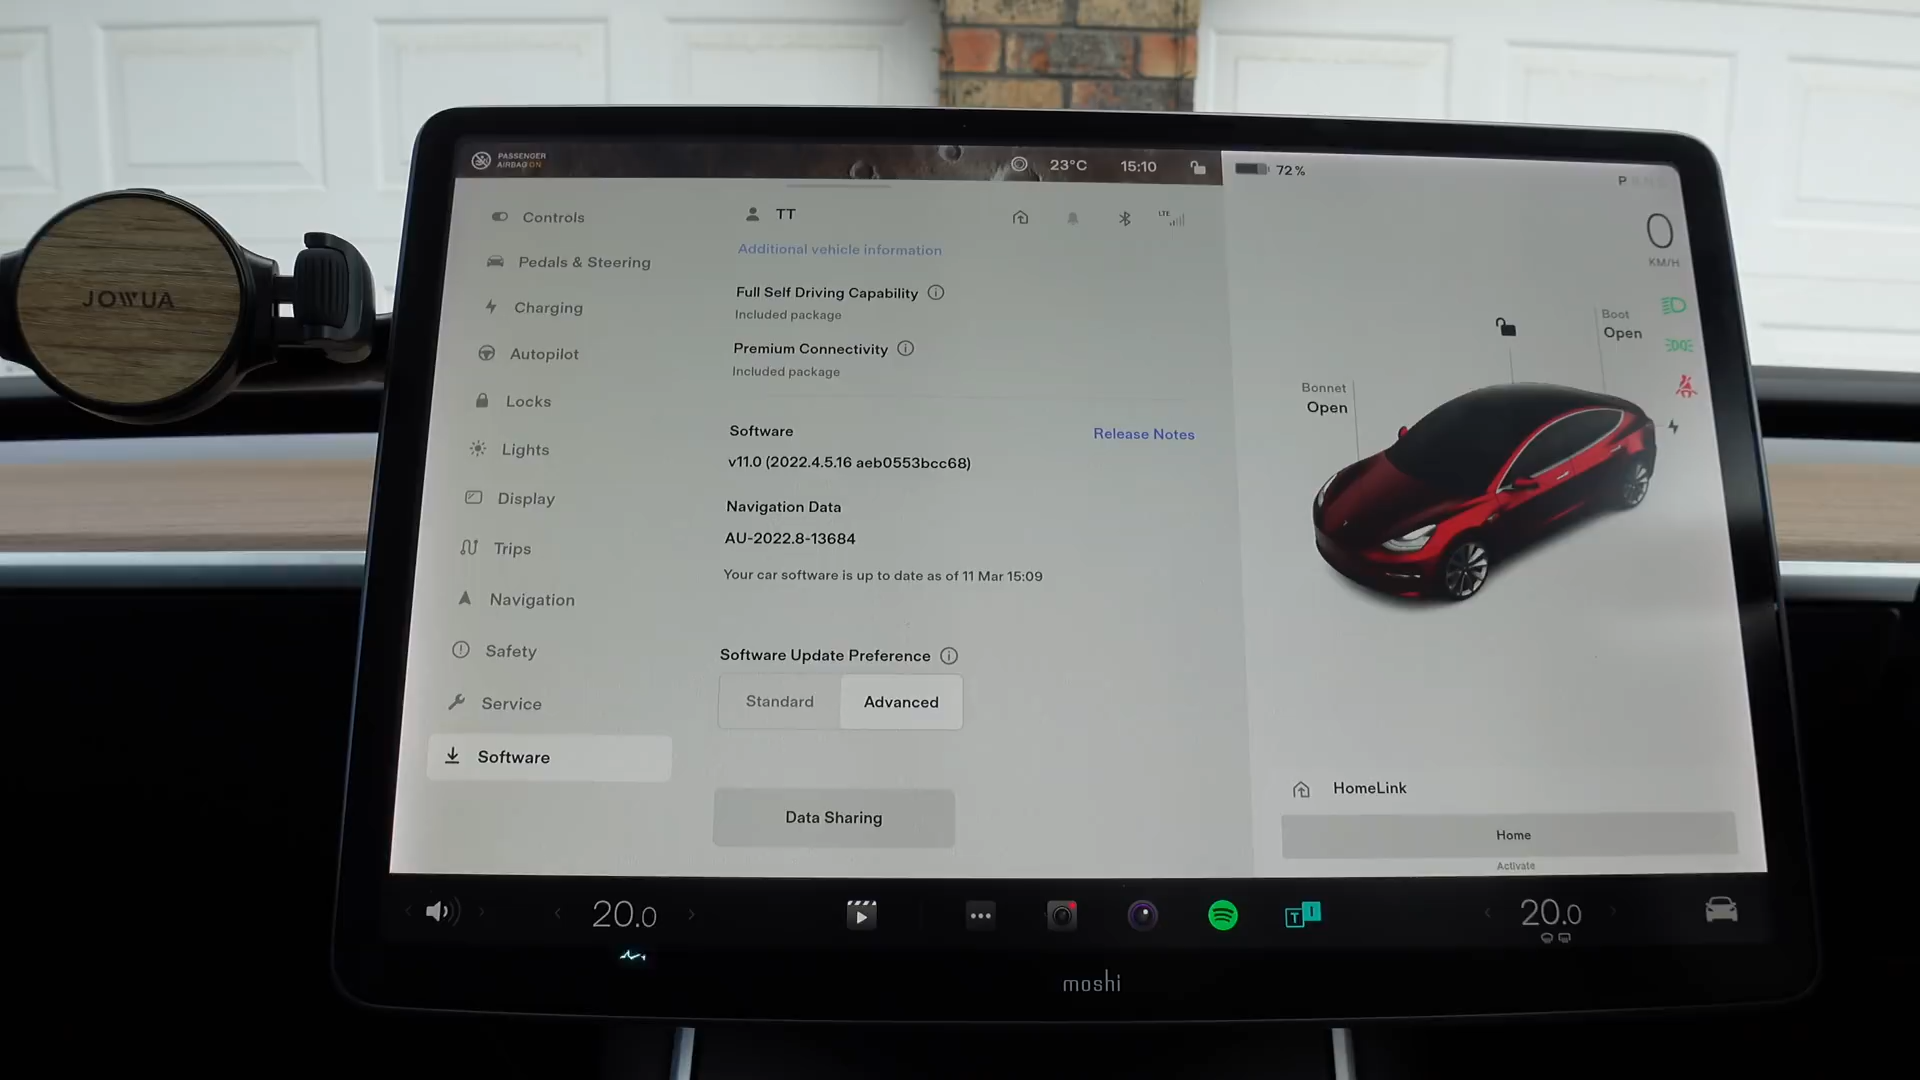 JOWUA
PASSENGER
AIRBAG ON
23°C
15:10
72 %
P
Controls
Pedals & Steering
Charging
Autopilot
Locks
Lights
Display
Trips
Navigation
Safety
Service
Software
TT
LTE
Additional vehicle information
Full Self Driving Capability
Included package
Premium Connectivity
Included package
Software
Release Notes
v11.0 (2022.4.5.16 aeb0553bcc68)
Navigation Data
AU-2022.8-13684
Your car software is up to date as of 11 Mar 15:09
Software Update Preference
Standard
Advanced
Data Sharing
0
KM/H
Boot
Open
Bonnet
Open
HomeLink
Home
Activate
20.0
T
20.0
moshi